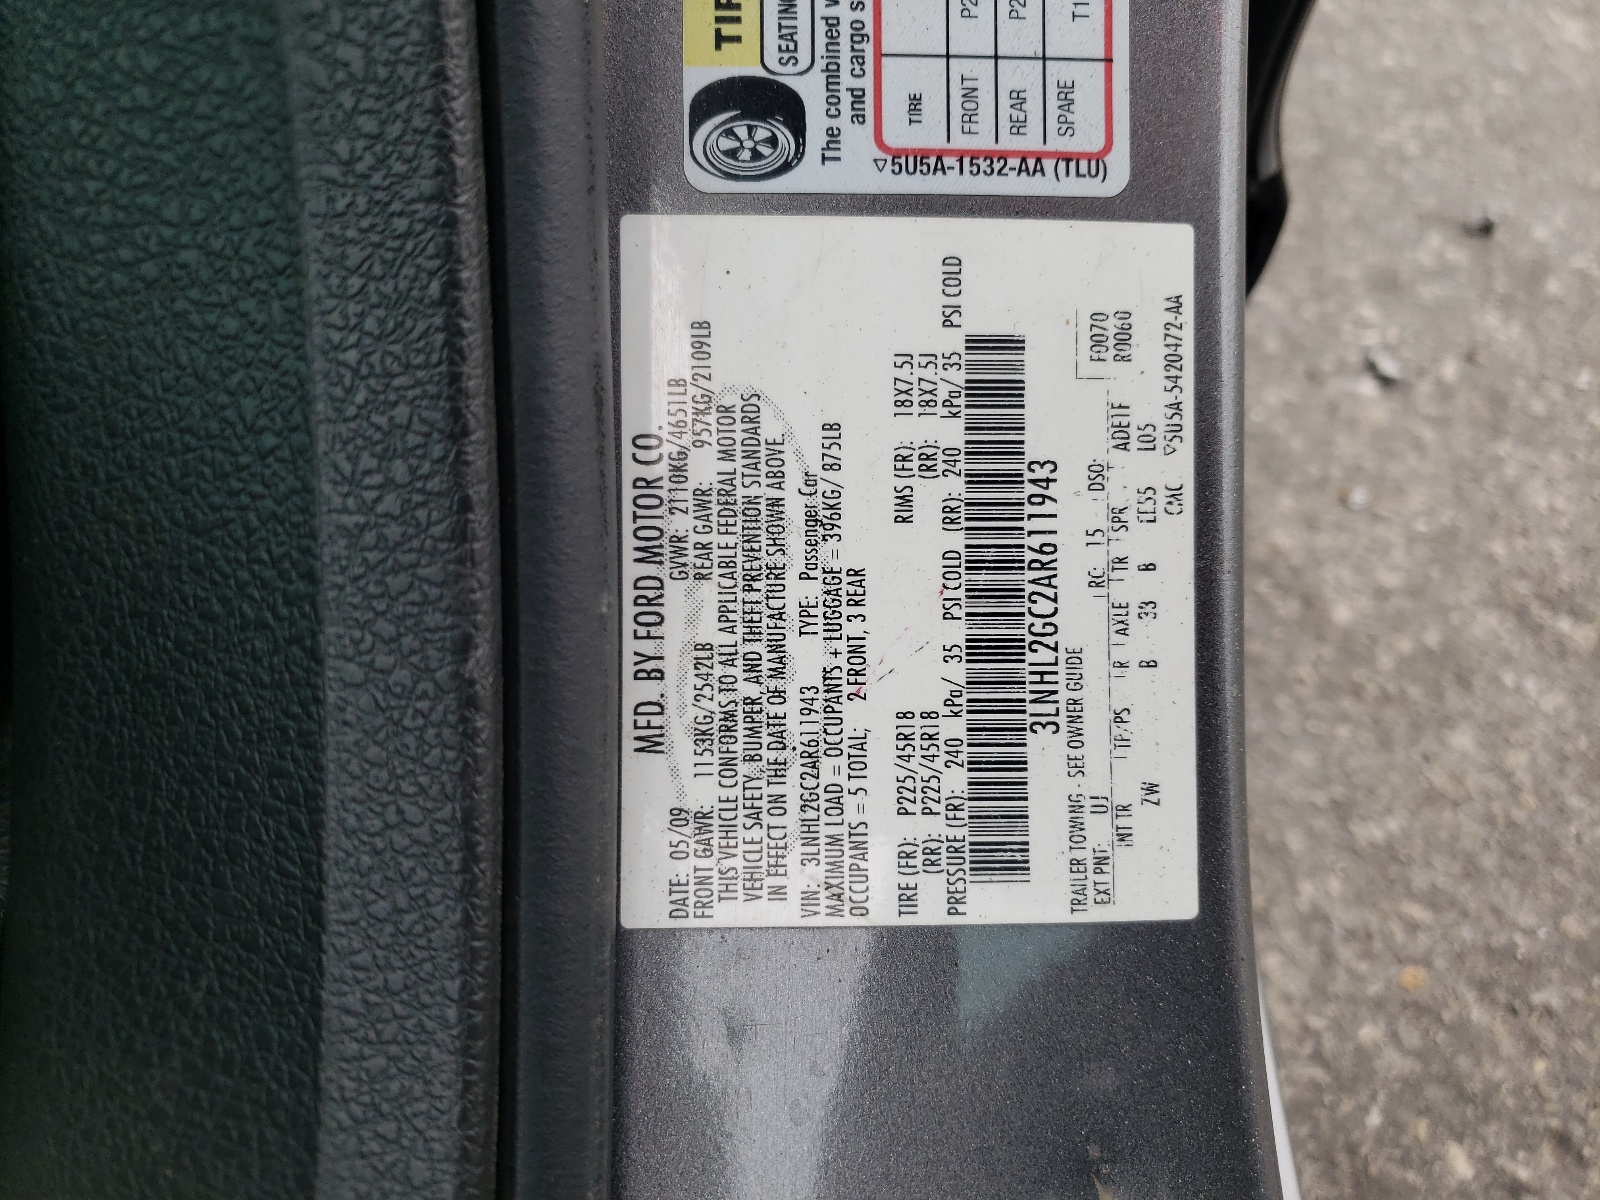 MFD. BY FORD MOTOR CO.
DATE: 05/09 GVWR: 2110KG/4651LB
FRONT GAWR: 1153KG/2542LB REAR GAWR: 957KG/2109LB
THIS VEHICLE CONFORMS TO ALL APPLICABLE FEDERAL MOTOR
VEHICLE SAFETY, BUMPER, AND THEFT PREVENTION STANDARDS
IN EFFECT ON THE DATE OF MANUFACTURE SHOWN ABOVE.
VIN: 3LNHL2GC2AR611943 TYPE: Passenger Car
MAXIMUM LOAD = OCCUPANTS + LUGGAGE = 396KG/ 875LB
OCCUPANTS = 5 TOTAL; 2 FRONT, 3 REAR
TIRE (FR): P225/45R18 RIMS (FR): 18X7.5J
(RR): P225/45R18 (RR): 18X7.5J
PRESSURE (FR): 240 kPa/ 35 PSI COLD (RR): 240 kPa/ 35 PSI COLD
3LNHL2GC2AR611943
TRAILER TOWING - SEE OWNER GUIDE
EXT PNT: UJ RC: 15 DSO: F0070
INT TR TP/PS R AXLE TR SPR ADEIF R0060
ZW B 33 B EE55 L05
CMC ▽5U5A-5420472-AA
TIR
SEATING
The combined w
and cargo s
TIRE
FRONT P2
REAR P2
SPARE T1
▽5U5A-1532-AA (TLU)